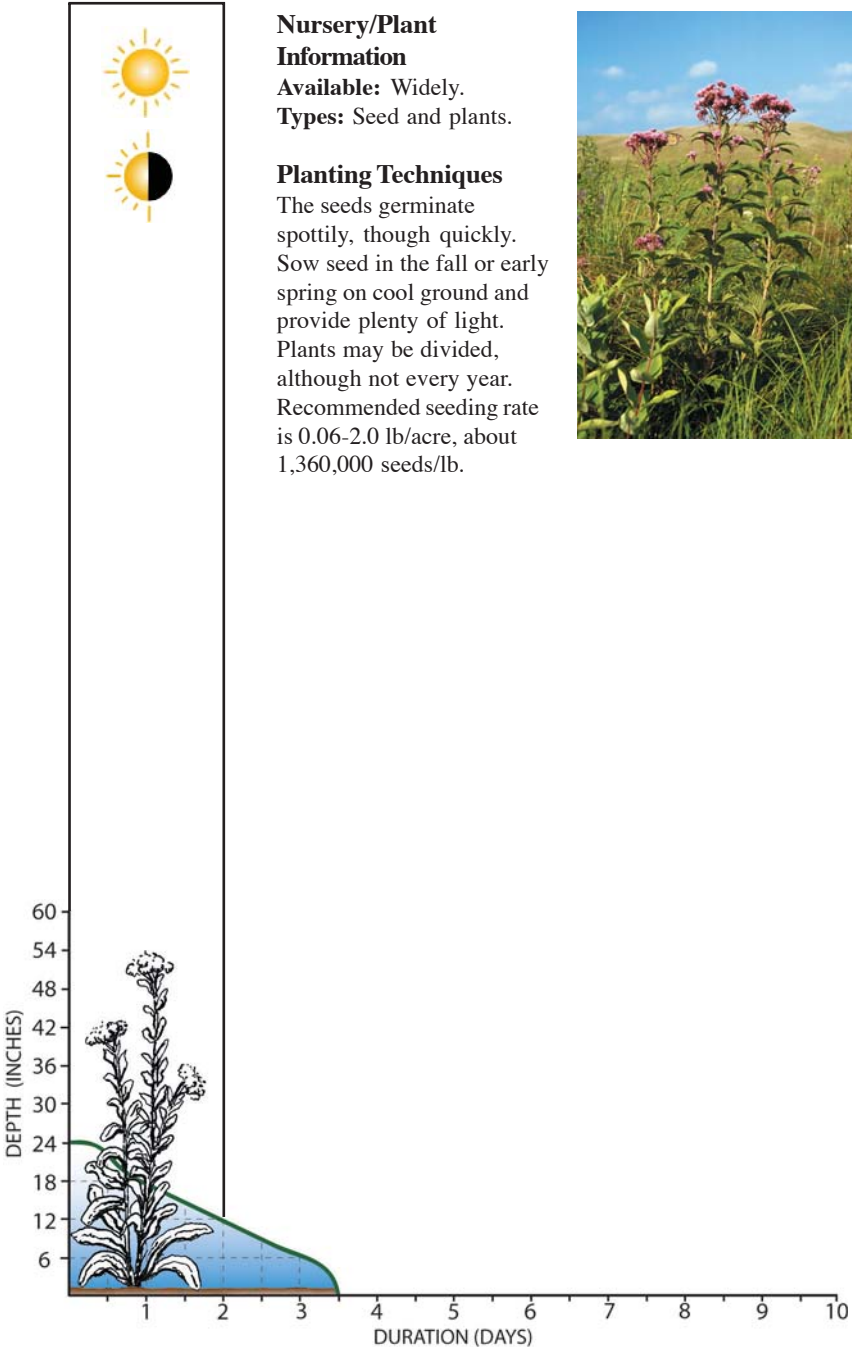 Nursery/Plant
Information
Available: Widely.
Types: Seed and plants.
Planting Techniques
The seeds germinate
spottily, though quickly.
Sow seed in the fall or early
spring on cool ground and
provide plenty of light.
Plants may be divided,
although not every year.
Recommended seeding rate
is 0.06-2.0 lb/acre, about
1,360,000 seeds/lb.
60
54
48
42
36
30
24
18
12
6
DEPTH (INCHES)
1 2 3 4 5 6 7 8 9 10
DURATION (DAYS)